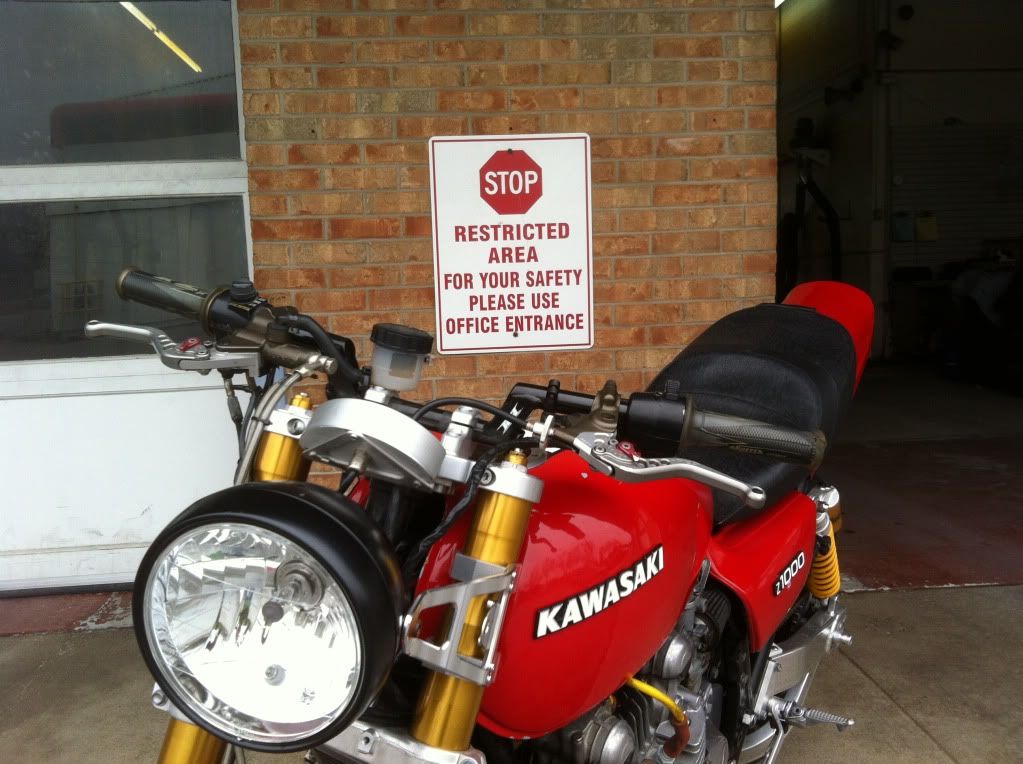 STOP
RESTRICTED
AREA
FOR YOUR SAFETY
PLEASE USE
OFFICE ENTRANCE
KAWASAKI
Z1000